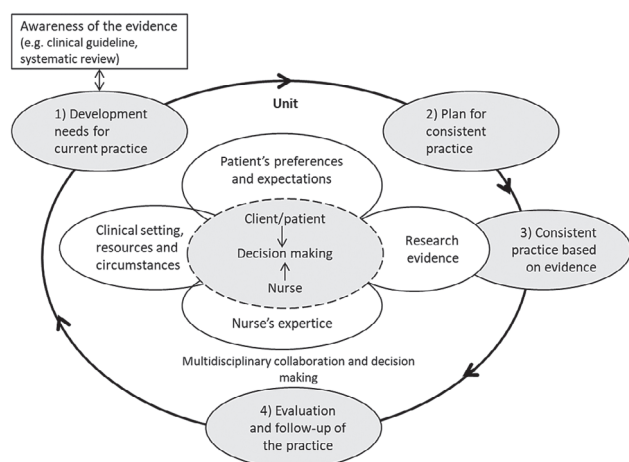 Awareness of the evidence
(e.g. clinical guideline,
systematic review)
Unit
1) Development
needs for
current practice
2) Plan for
consistent
practice
Patient's preferences
and expectations
Clinical setting,
resources and
circumstances
Client/patient
Decision making
Nurse
Research
evidence
3) Consistent
practice based
on evidence
Nurse's expertice
Multidisciplinary collaboration and decision
making
4) Evaluation
and follow-up of
the practice